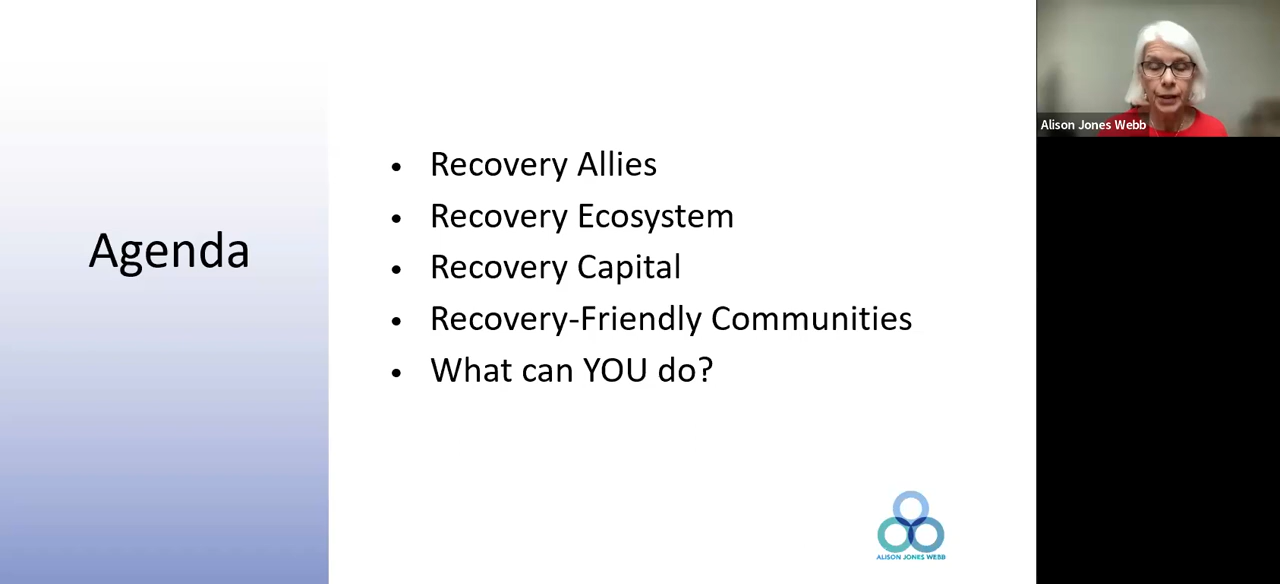 Agenda
• Recovery Allies
• Recovery Ecosystem
• Recovery Capital
• Recovery-Friendly Communities
• What can YOU do?
ALISON JONES WEBB
Alison Jones Webb